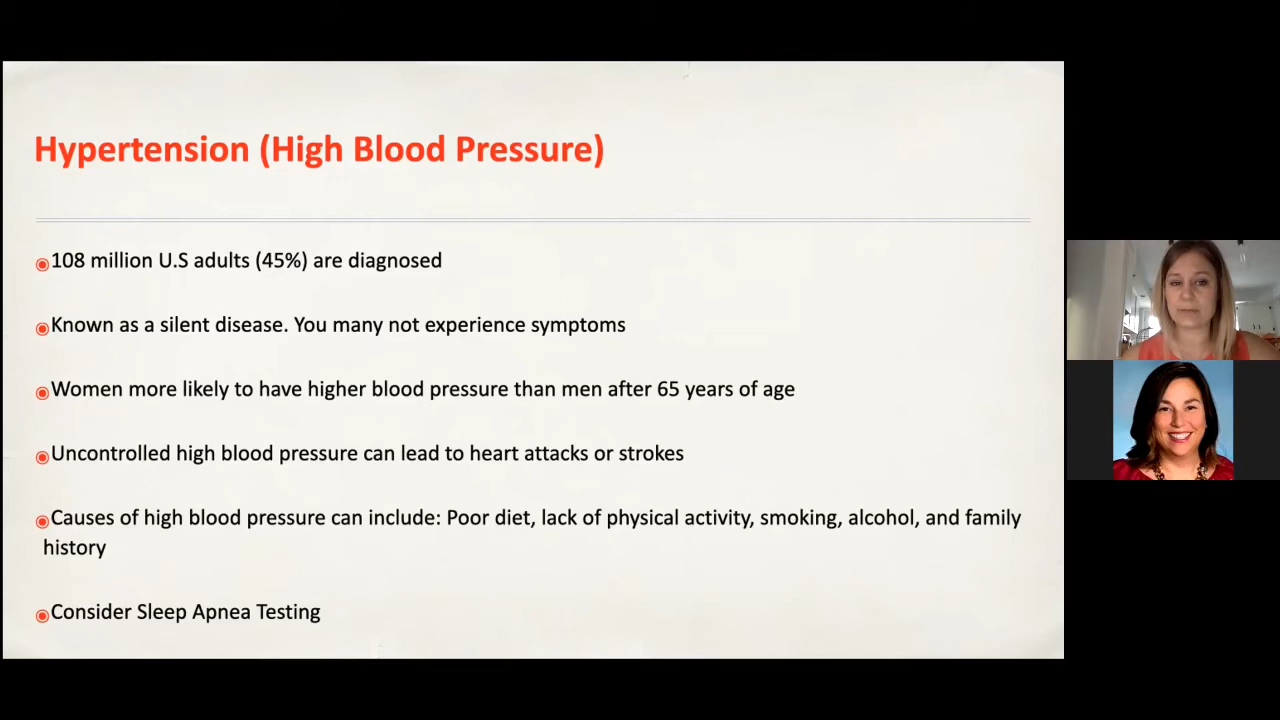 Hypertension (High Blood Pressure)
108 million U.S adults (45%) are diagnosed
Known as a silent disease. You many not experience symptoms
Women more likely to have higher blood pressure than men after 65 years of age
Uncontrolled high blood pressure can lead to heart attacks or strokes
Causes of high blood pressure can include: Poor diet, lack of physical activity, smoking, alcohol, and family
history
Consider Sleep Apnea Testing